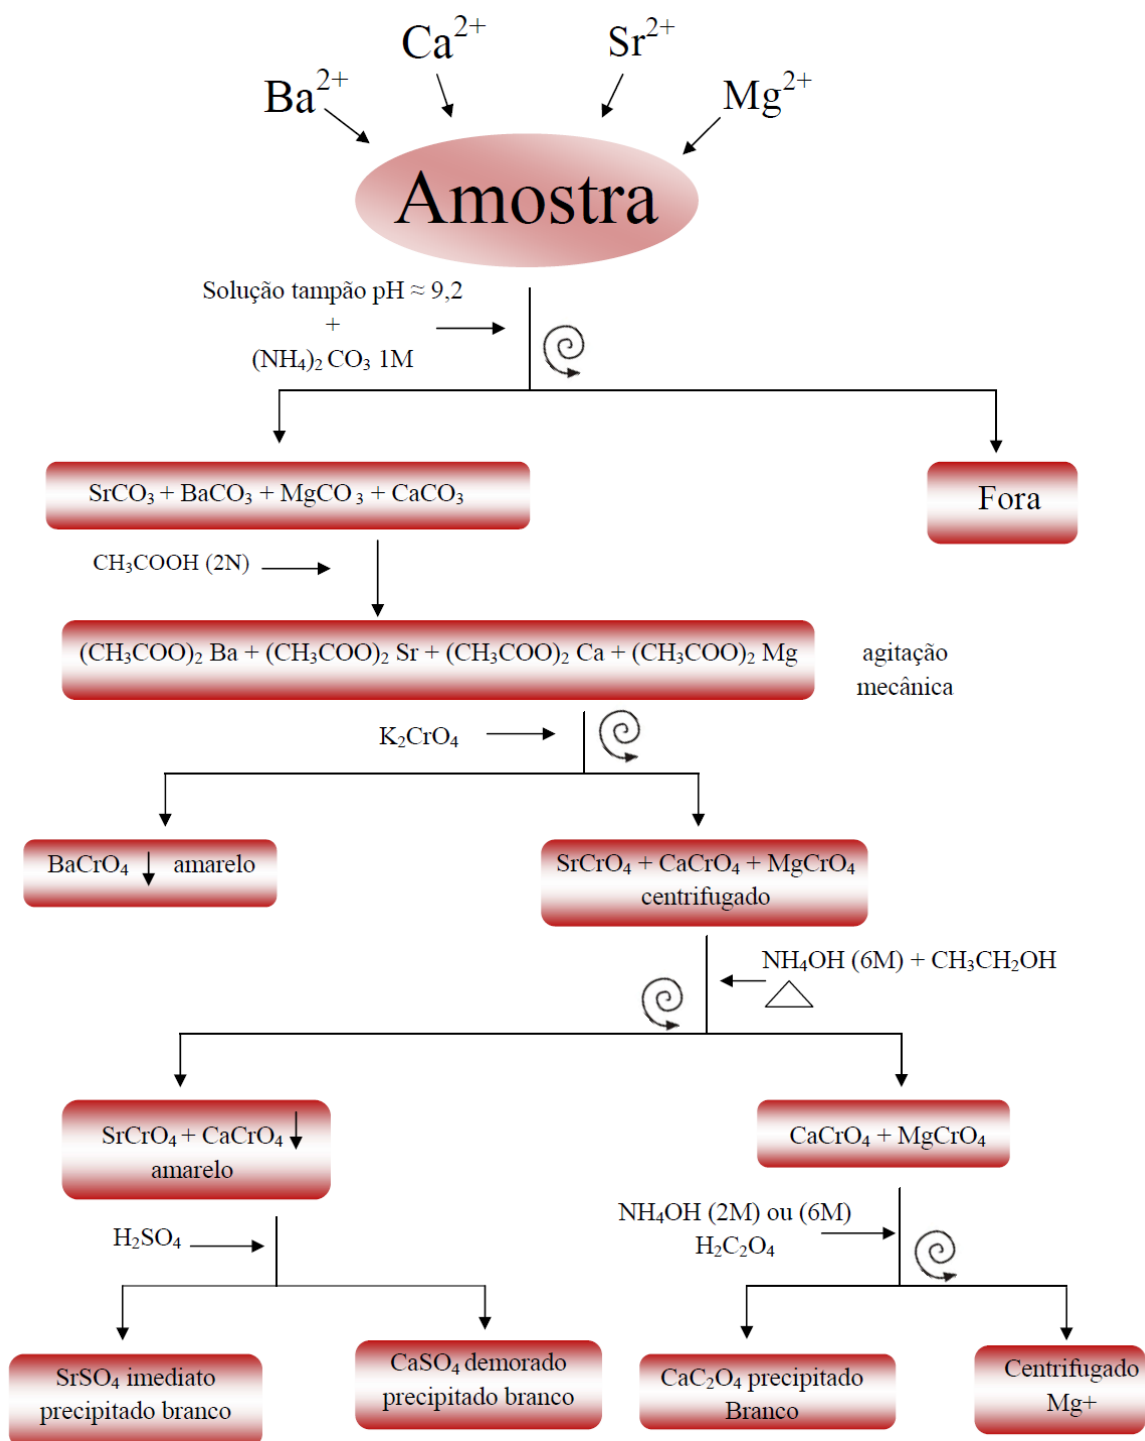 Ba²⁺
Ca²⁺
Sr²⁺
Mg²⁺
Amostra
Solução tampão pH ≈ 9,2
+
(NH₄)₂ CO₃ 1M
SrCO₃ + BaCO₃ + MgCO₃ + CaCO₃
Fora
CH₃COOH (2N)
(CH₃COO)₂ Ba + (CH₃COO)₂ Sr + (CH₃COO)₂ Ca + (CH₃COO)₂ Mg
agitação
mecânica
K₂CrO₄
BaCrO₄ ↓ amarelo
SrCrO₄ + CaCrO₄ + MgCrO₄
centrifugado
NH₄OH (6M) + CH₃CH₂OH
SrCrO₄ + CaCrO₄ ↓
amarelo
CaCrO₄ + MgCrO₄
H₂SO₄
NH₄OH (2M) ou (6M)
H₂C₂O₄
SrSO₄ imediato
precipitado branco
CaSO₄ demorado
precipitado branco
CaC₂O₄ precipitado
Branco
Centrifugado
Mg+